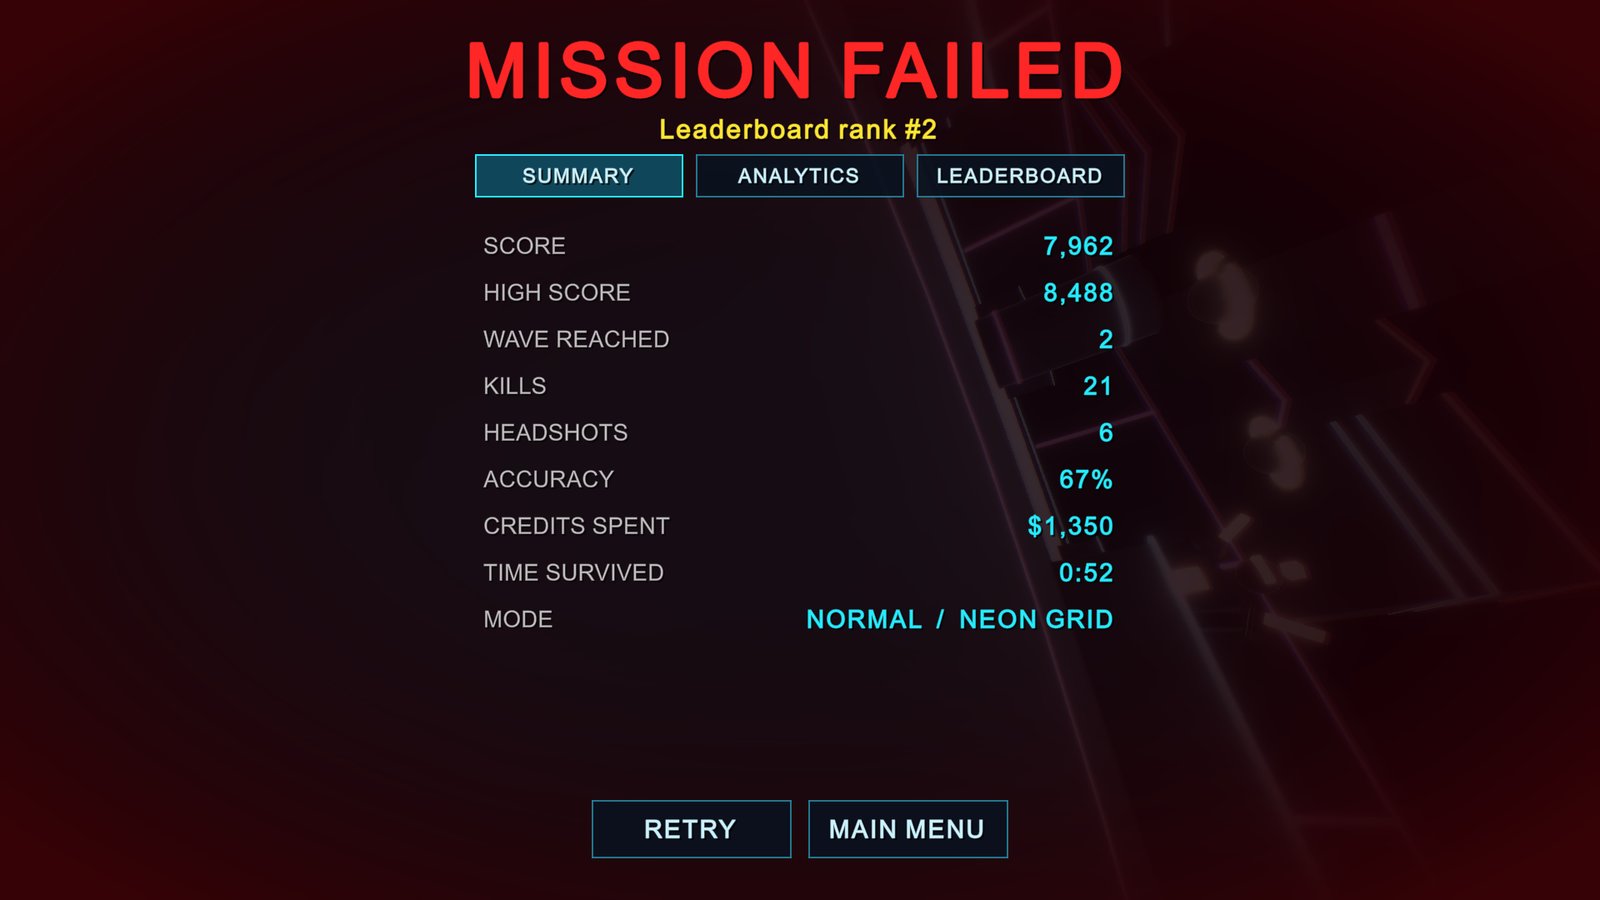 MISSION FAILED
Leaderboard rank #2
SUMMARY ANALYTICS LEADERBOARD
SCORE 7,962
HIGH SCORE 8,488
WAVE REACHED 2
KILLS 21
HEADSHOTS 6
ACCURACY 67%
CREDITS SPENT $1,350
TIME SURVIVED 0:52
MODE NORMAL / NEON GRID
RETRY MAIN MENU